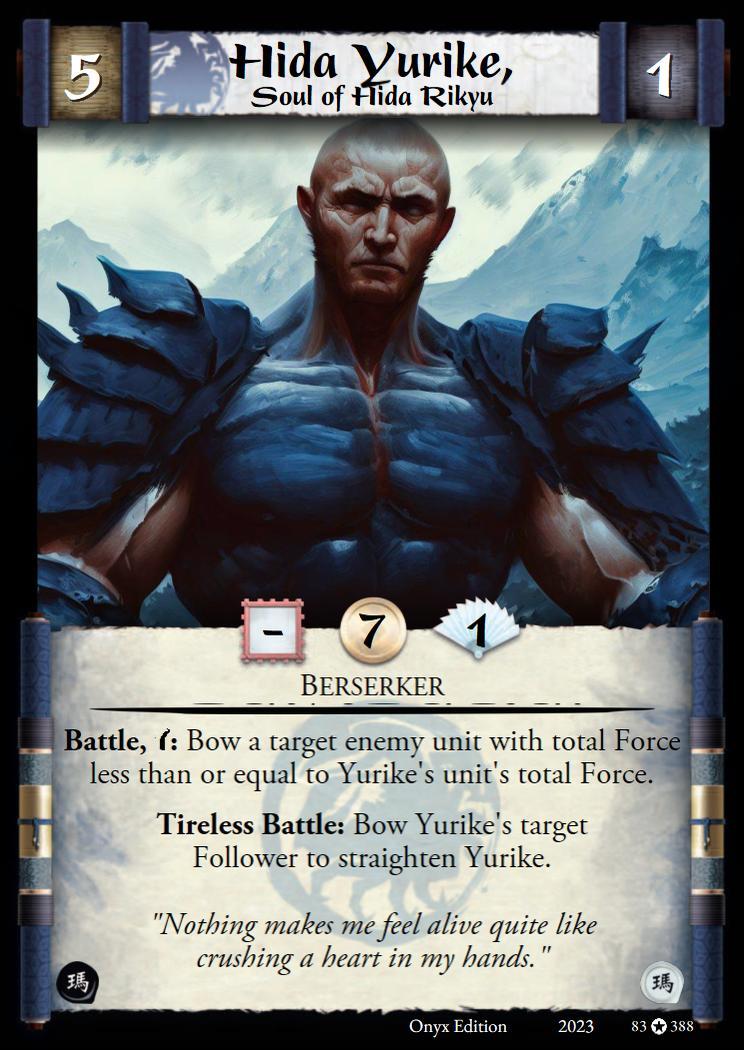 5
Hida Yurike,
Soul of Hida Rikyu
1
-
7
1
BERSERKER
Battle, : Bow a target enemy unit with total Force
less than or equal to Yurike's unit's total Force.
Tireless Battle: Bow Yurike's target
Follower to straighten Yurike.
"Nothing makes me feel alive quite like
crushing a heart in my hands."
瑪
瑪
Onyx Edition 2023 83 388